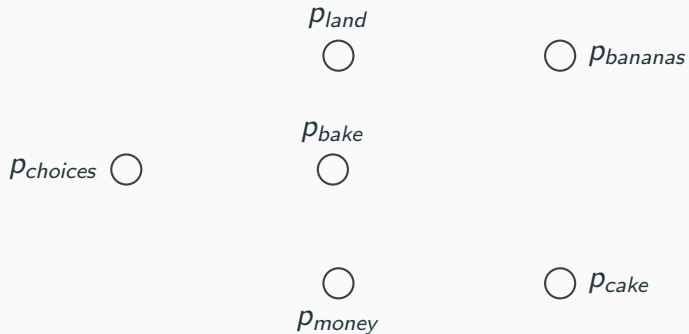 p_land
p_bananas
p_bake
p_choices
p_cake
p_money